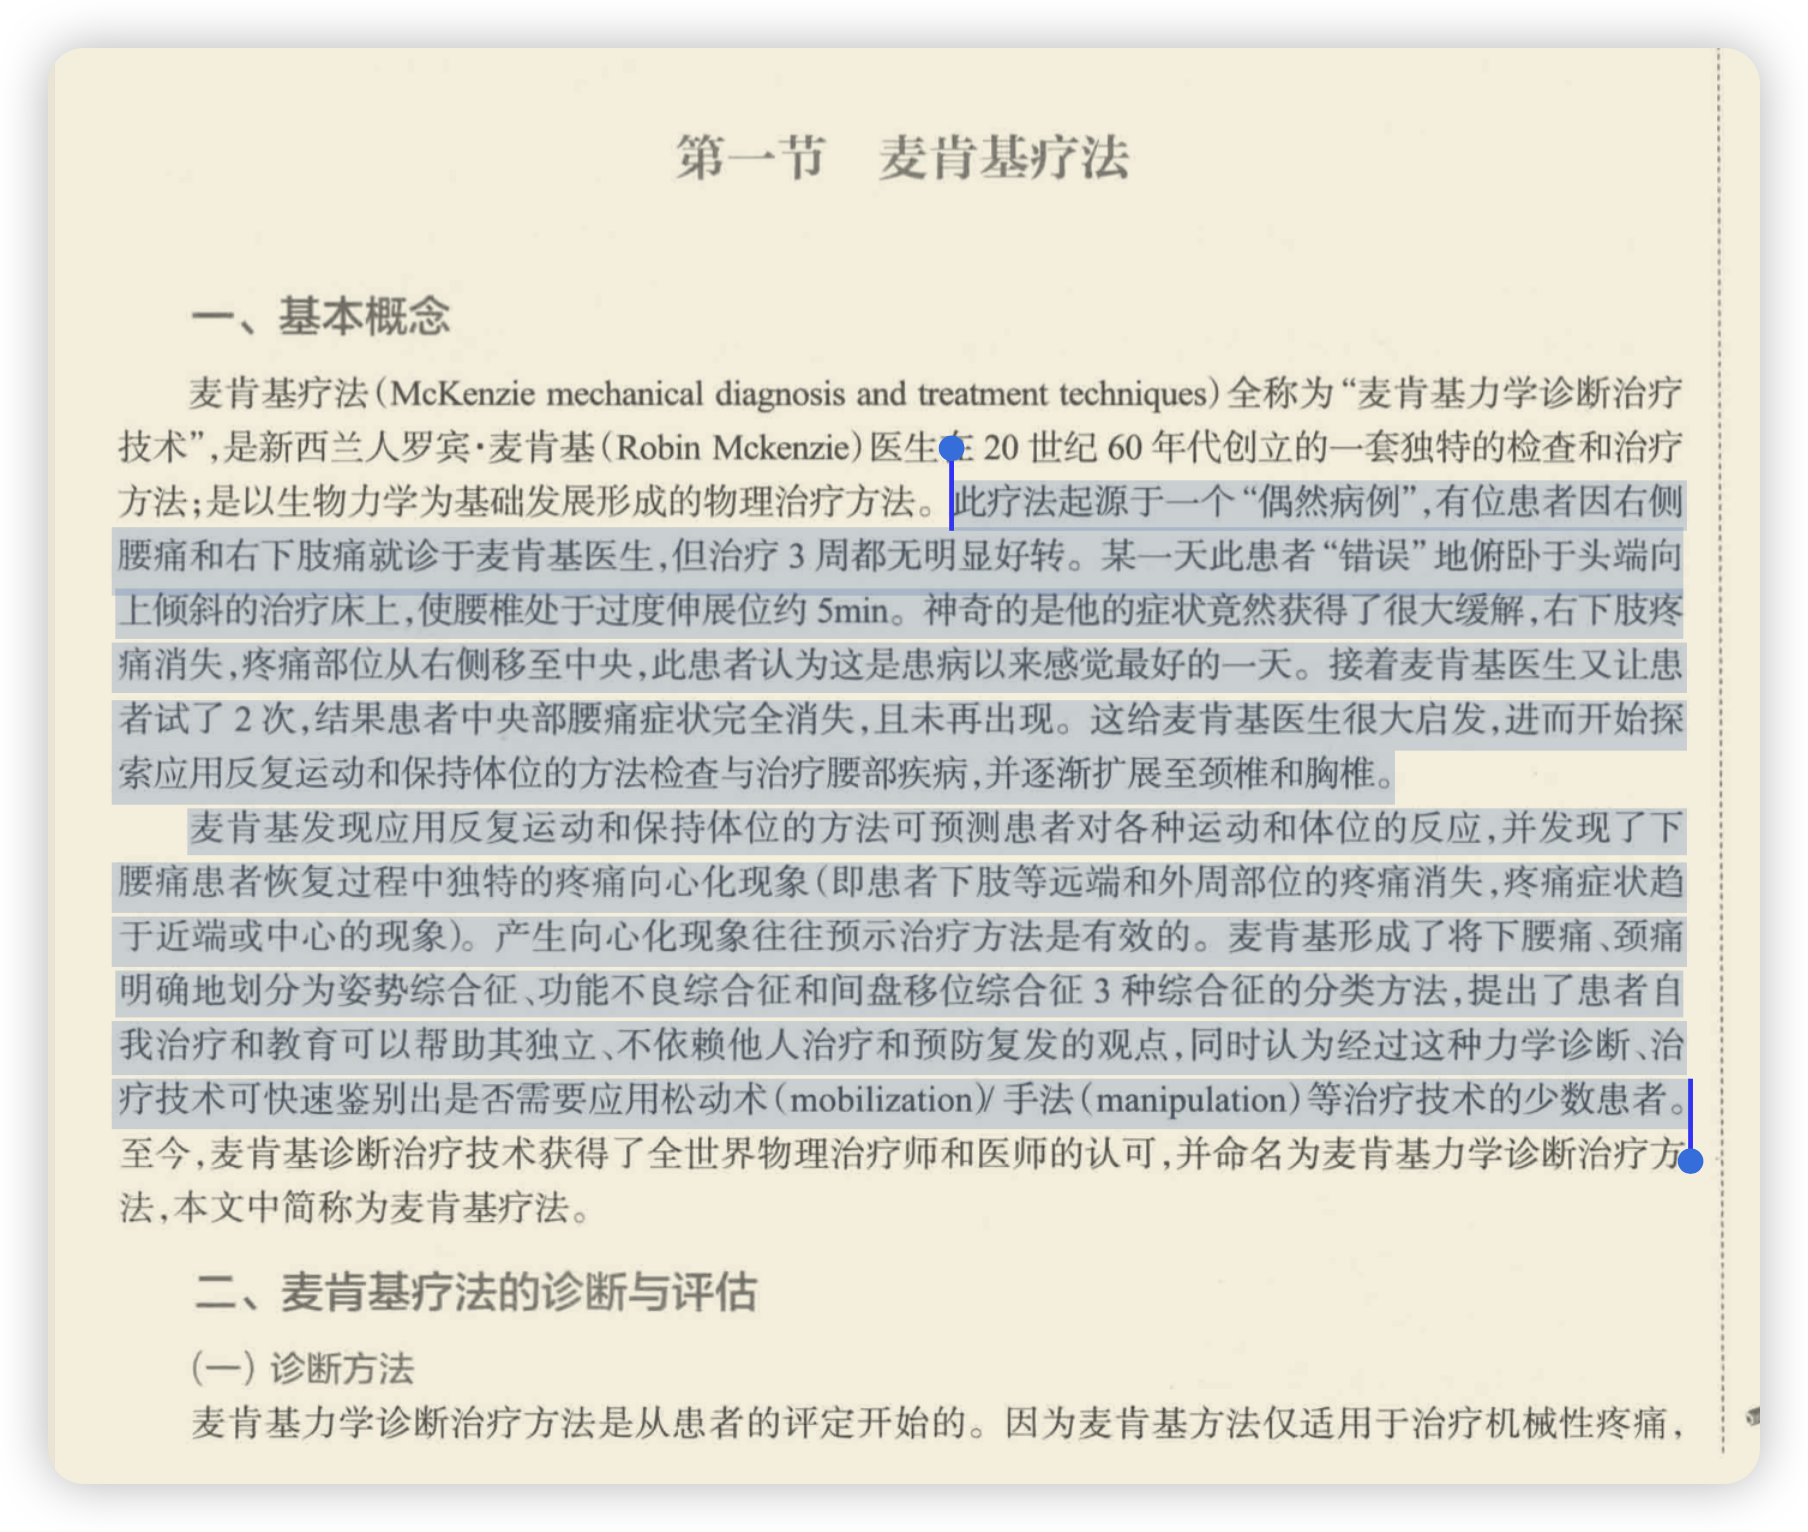 第一节 麦肯基疗法
一、基本概念
麦肯基疗法(McKenzie mechanical diagnosis and treatment techniques)全称为“麦肯基力学诊断治疗
技术”,是新西兰人罗宾·麦肯基(Robin Mckenzie)医生在 20 世纪 60 年代创立的一套独特的检查和治疗
方法;是以生物力学为基础发展形成的物理治疗方法。此疗法起源于一个“偶然病例”,有位患者因右侧
腰痛和右下肢痛就诊于麦肯基医生,但治疗 3 周都无明显好转。某一天此患者“错误”地俯卧于头端向
上倾斜的治疗床上,使腰椎处于过度伸展位约 5min。神奇的是他的症状竟然获得了很大缓解,右下肢疼
痛消失,疼痛部位从右侧移至中央,此患者认为这是患病以来感觉最好的一天。接着麦肯基医生又让患
者试了 2 次,结果患者中央部腰痛症状完全消失,且未再出现。这给麦肯基医生很大启发,进而开始探
索应用反复运动和保持体位的方法检查与治疗腰部疾病,并逐渐扩展至颈椎和胸椎。
麦肯基发现应用反复运动和保持体位的方法可预测患者对各种运动和体位的反应,并发现了下
腰痛患者恢复过程中独特的疼痛向心化现象(即患者下肢等远端和外周部位的疼痛消失,疼痛症状趋
于近端或中心的现象)。产生向心化现象往往预示治疗方法是有效的。麦肯基形成了将下腰痛、颈痛
明确地划分为姿势综合征、功能不良综合征和间盘移位综合征 3 种综合征的分类方法,提出了患者自
我治疗和教育可以帮助其独立、不依赖他人治疗和预防复发的观点,同时认为经过这种力学诊断、治
疗技术可快速鉴别出是否需要应用松动术(mobilization)/ 手法(manipulation)等治疗技术的少数患者。
至今,麦肯基诊断治疗技术获得了全世界物理治疗师和医师的认可,并命名为麦肯基力学诊断治疗方
法,本文中简称为麦肯基疗法。
二、麦肯基疗法的诊断与评估
(一) 诊断方法
麦肯基力学诊断治疗方法是从患者的评定开始的。因为麦肯基方法仅适用于治疗机械性疼痛,